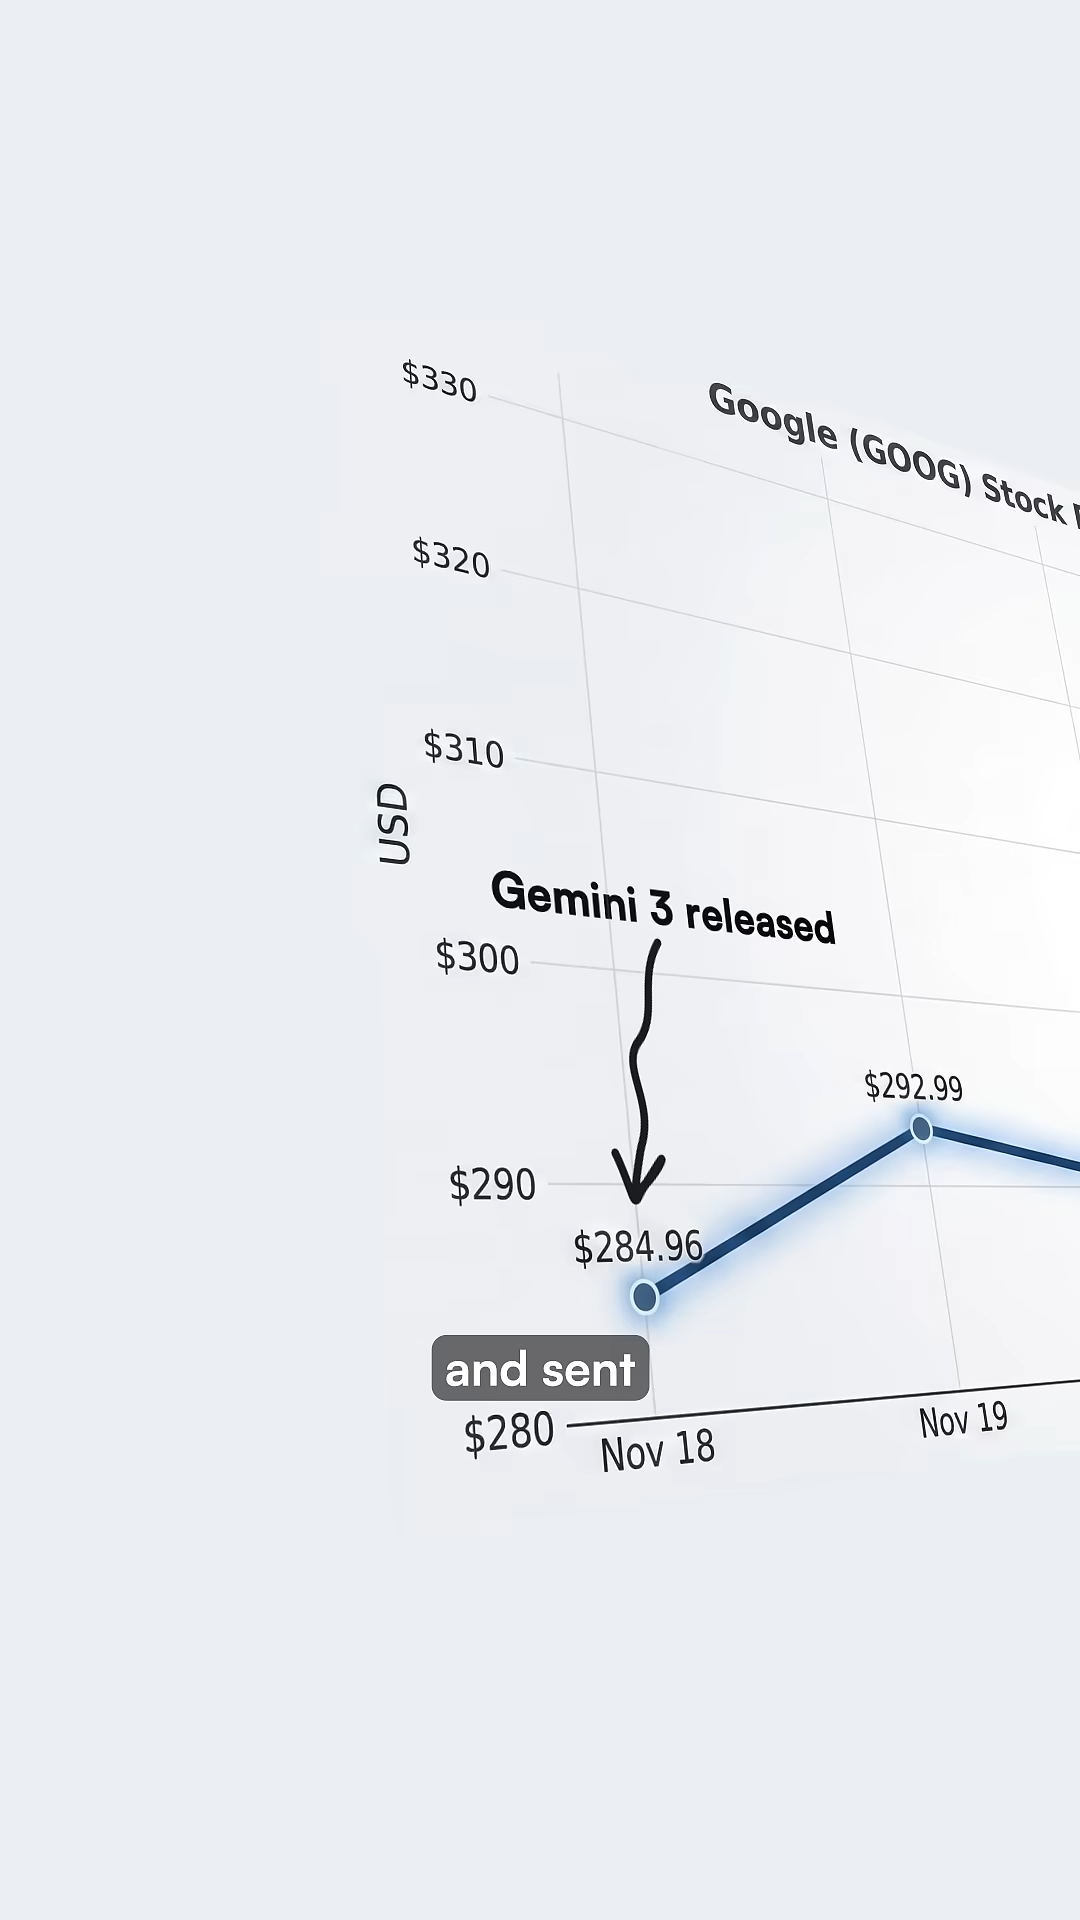 $330
Google (GOOG) Stock
$320
$310
USD
Gemini 3 released
$300
$292.99
$290
$284.96
and sent
$280
Nov 18
Nov 19